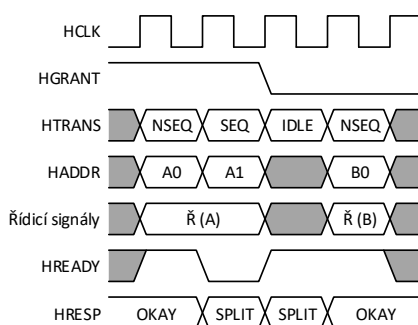 HCLK
HGRANT
HTRANS NSEQ SEQ IDLE NSEQ
HADDR A0 A1 B0
Řídicí signály Ř (A) Ř (B)
HREADY
HRESP OKAY SPLIT SPLIT OKAY